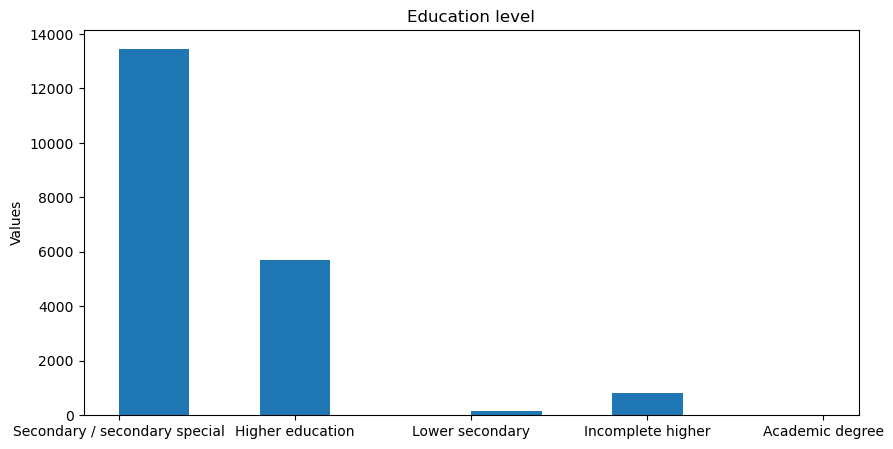 Education level
14000
12000
10000
8000
6000
4000
2000
0
Values
Secondary / secondary special Higher education Lower secondary Incomplete higher Academic degree